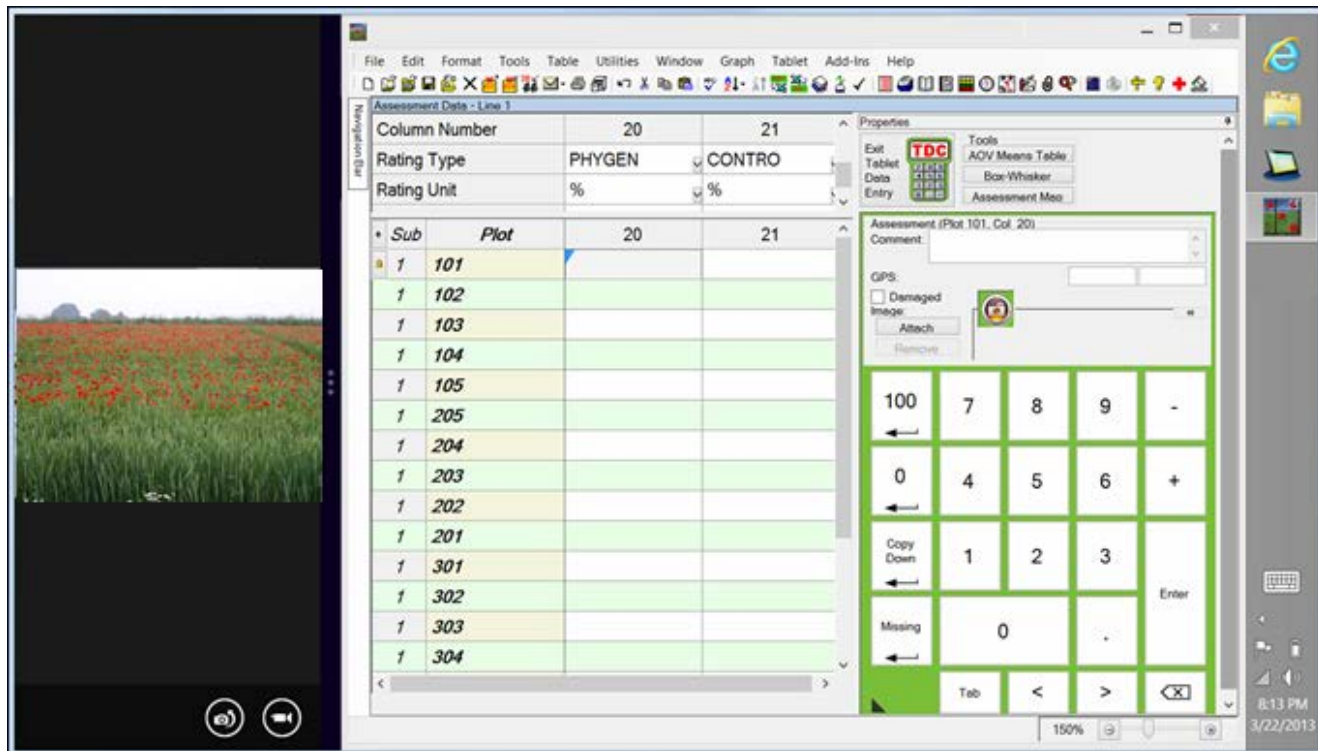 File Edit Format Tools Table Utilities Window Graph Tablet Add-Ins Help
Navigation Bar
Assessment Data - Line 1
Column Number 20 21
Rating Type PHYGEN CONTRO
Rating Unit % %
Sub Plot 20 21
1 101
1 102
1 103
1 104
1 105
1 205
1 204
1 203
1 202
1 201
1 301
1 302
1 303
1 304
Properties
Exit Tablet Data Entry
TDC
Tools
AOV Means Table
Box-Whisker
Assessment Map
Assessment (Plot 101, Col. 20)
Comment:
GPS:
Damaged
Image:
Attach
Remove
100 7 8 9 -
0 4 5 6 +
Copy Down 1 2 3 Enter
Missing 0 .
Tab < >
150%
8:13 PM
3/22/2013